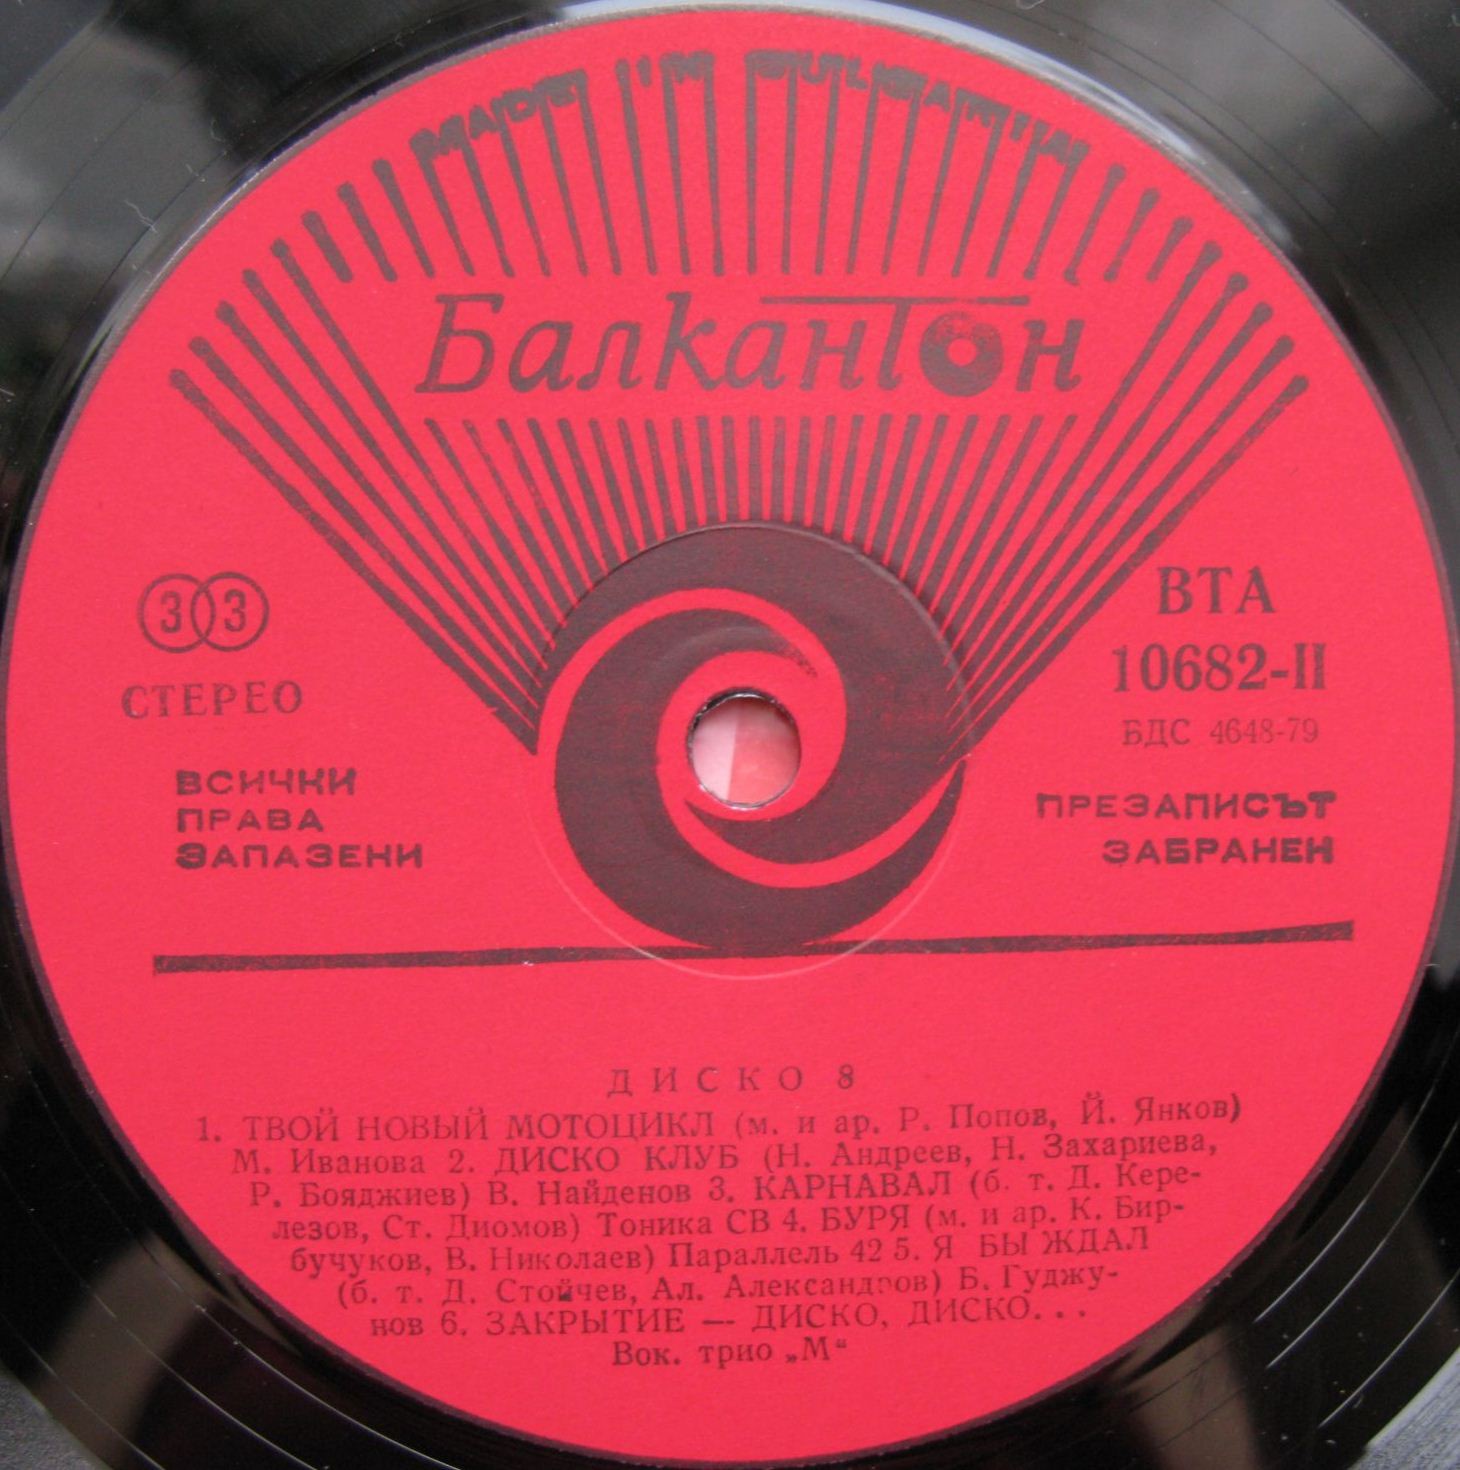 MADE IN BULGARIA
Балкантон
33
СТЕРЕО
ВТА
10682-II
БДС 4648-79
ВСИЧКИ
ПРАВА
ЗАПАЗЕНИ
ПРЕЗАПИСЪТ
ЗАБРАНЕН
ДИСКО 8
1. ТВОЙ НОВЫЙ МОТОЦИКЛ (м. и ар. Р. Попов, Й. Янков)
М. Иванова 2. ДИСКО КЛУБ (Н. Андреев, Н. Захариева,
Р. Бояджиев) В. Найденов 3. КАРНАВАЛ (б. т. Д. Кере-
лезов, Ст. Диомов) Тоника СВ 4. БУРЯ (м. и ар. К. Бир-
бучуков, В. Николаев) Параллель 42 5. Я БЫ ЖДАЛ
(б. т. Д. Стойчев, Ал. Александров) Б. Гуджу-
нов 6. ЗАКРЫТИЕ — ДИСКО, ДИСКО...
Вок. трио „М“